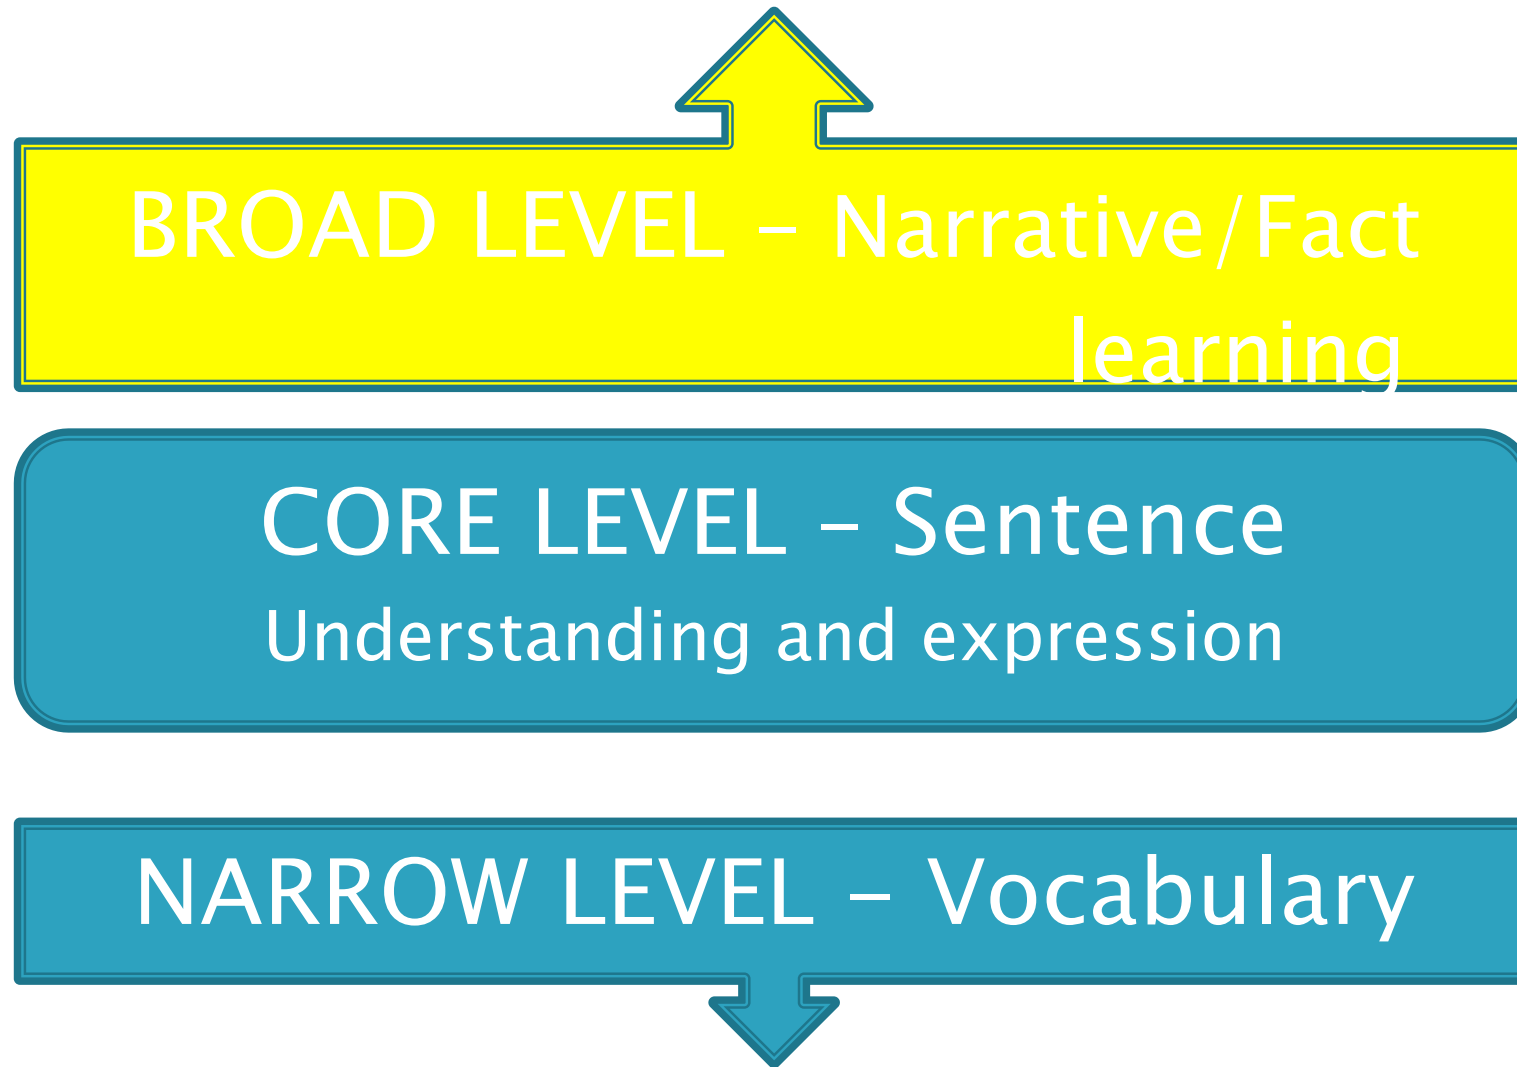 BROAD LEVEL – Narrative/Fact
learning
CORE LEVEL – Sentence
Understanding and expression
NARROW LEVEL – Vocabulary